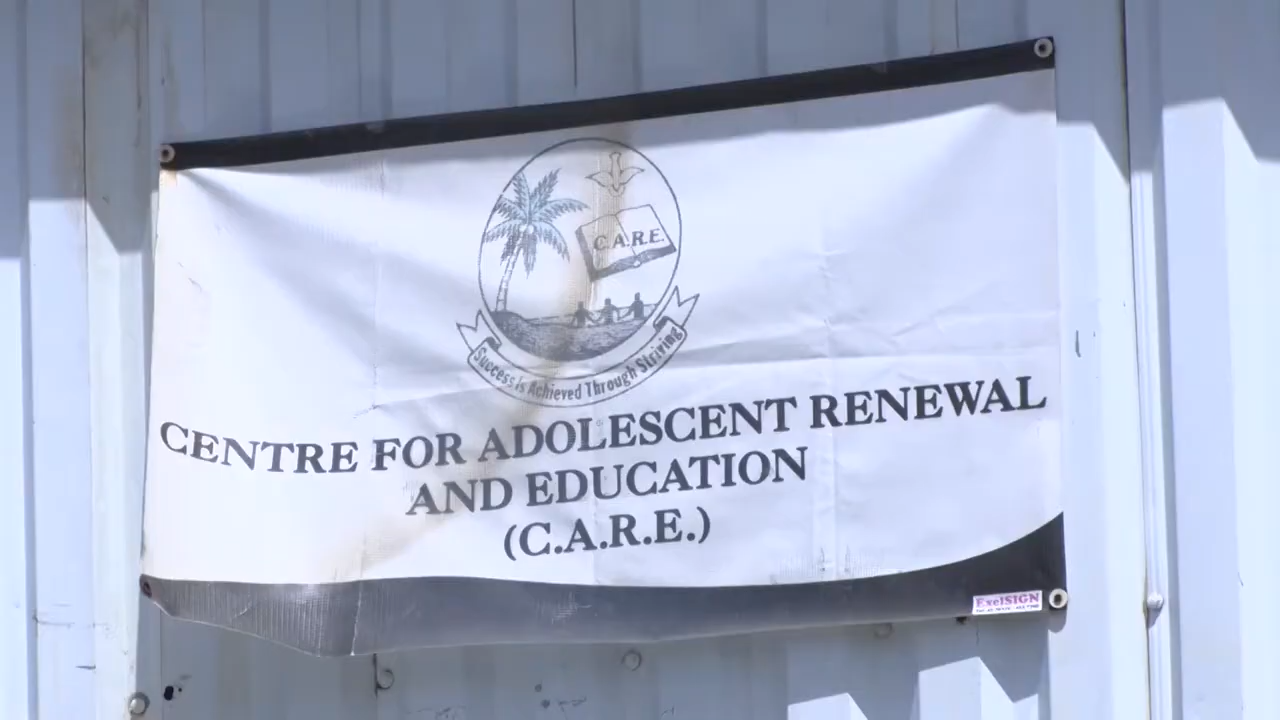 C.A.R.E.
Success is Achieved Through Striving
CENTRE FOR ADOLESCENT RENEWAL
AND EDUCATION
(C.A.R.E.)
ExelSIGN